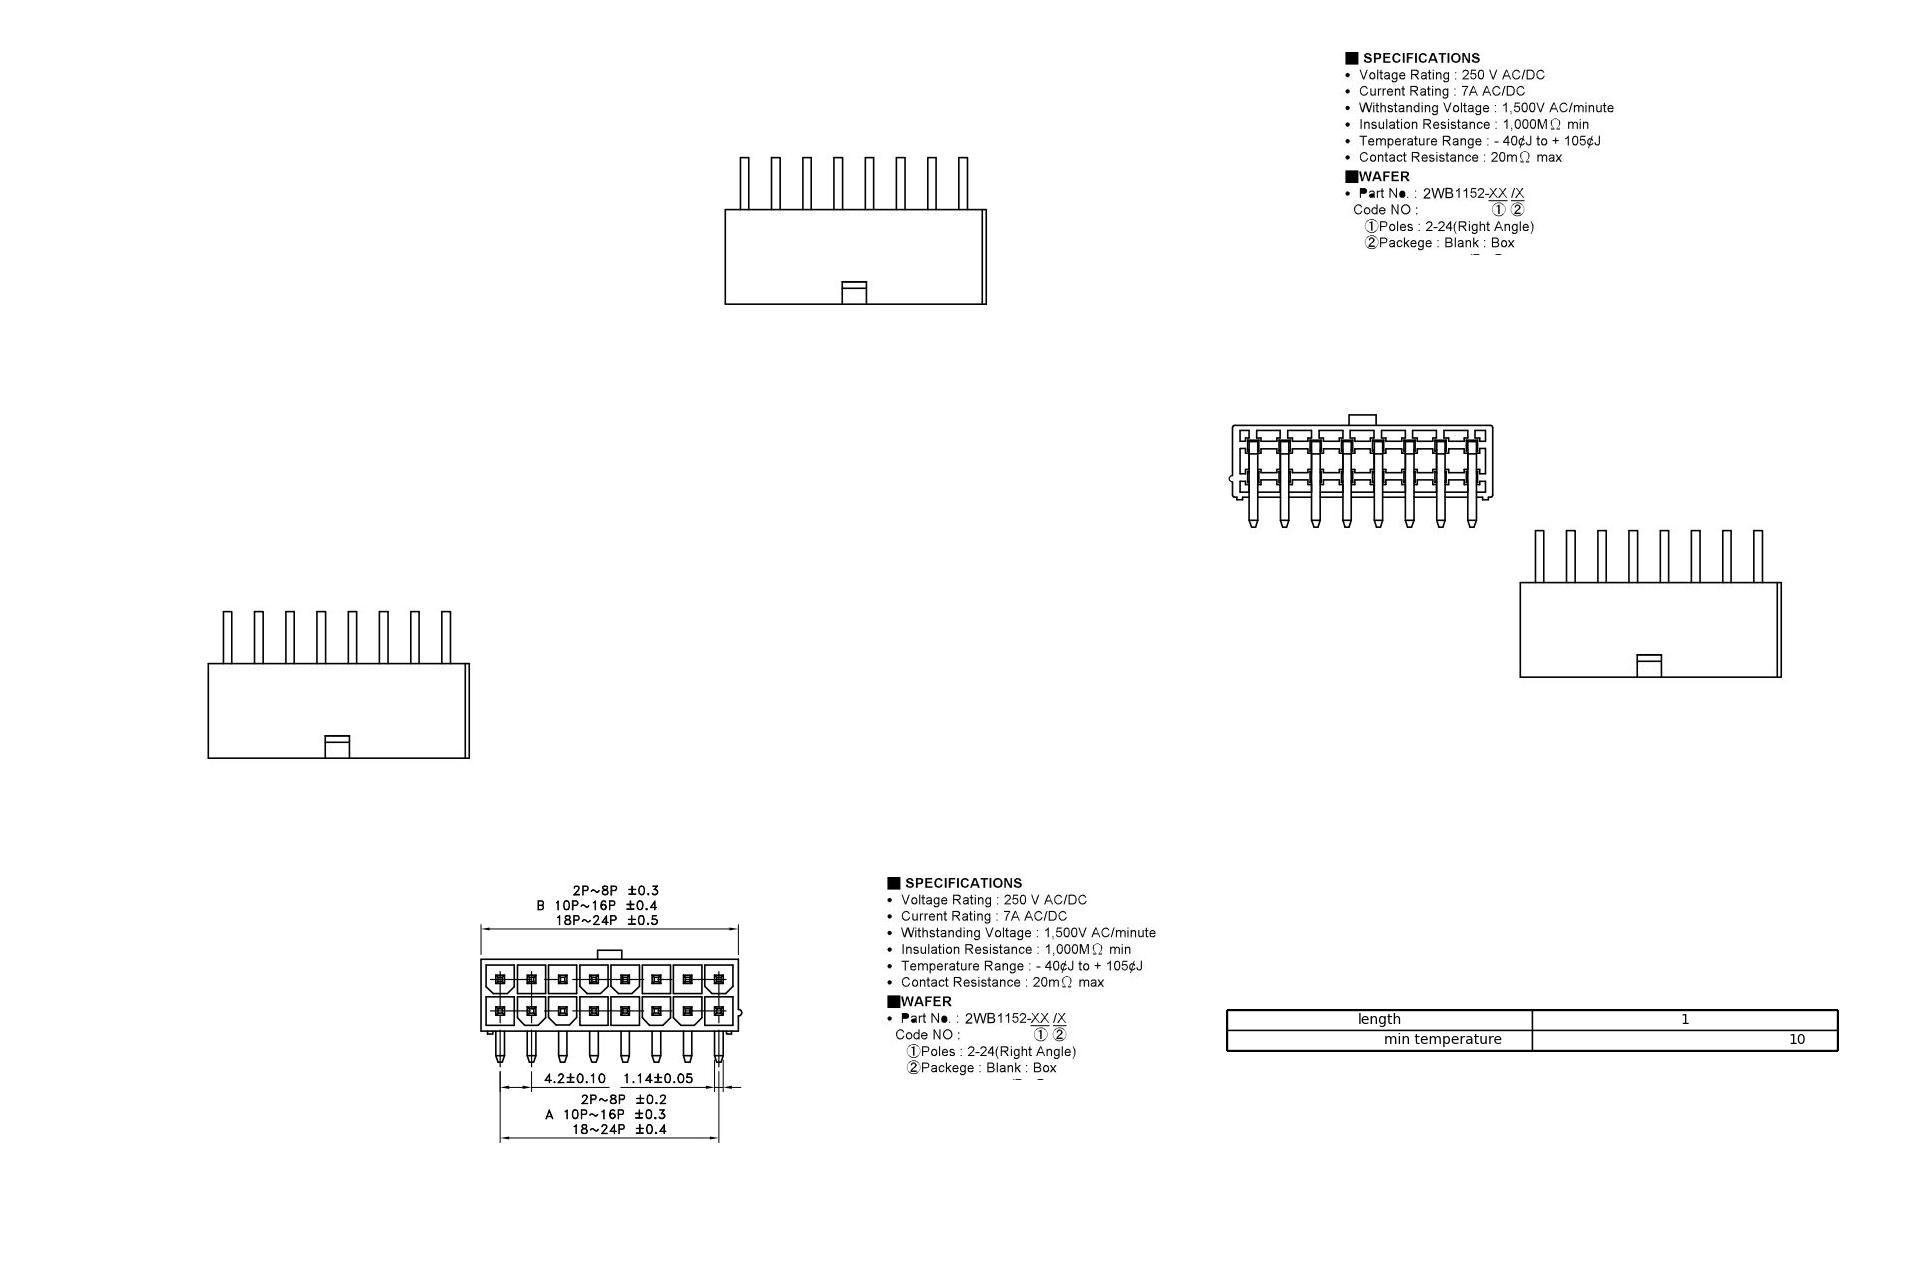 ■ SPECIFICATIONS
• Voltage Rating : 250 V AC/DC
• Current Rating : 7A AC/DC
• Withstanding Voltage : 1,500V AC/minute
• Insulation Resistance : 1,000MΩ min
• Temperature Range : - 40¢J to + 105¢J
• Contact Resistance : 20mΩ max
■WAFER
• Part No. : 2WB1152-XX /X
Code NO : ① ②
①Poles : 2-24(Right Angle)
②Packege : Blank : Box
2P~8P ±0.3
B 10P~16P ±0.4
18P~24P ±0.5
4.2±0.10 1.14±0.05
2P~8P ±0.2
A 10P~16P ±0.3
18~24P ±0.4
■ SPECIFICATIONS
• Voltage Rating : 250 V AC/DC
• Current Rating : 7A AC/DC
• Withstanding Voltage : 1,500V AC/minute
• Insulation Resistance : 1,000MΩ min
• Temperature Range : - 40¢J to + 105¢J
• Contact Resistance : 20mΩ max
■WAFER
• Part No. : 2WB1152-XX /X
Code NO : ① ②
①Poles : 2-24(Right Angle)
②Packege : Blank : Box
length 1
min temperature 10